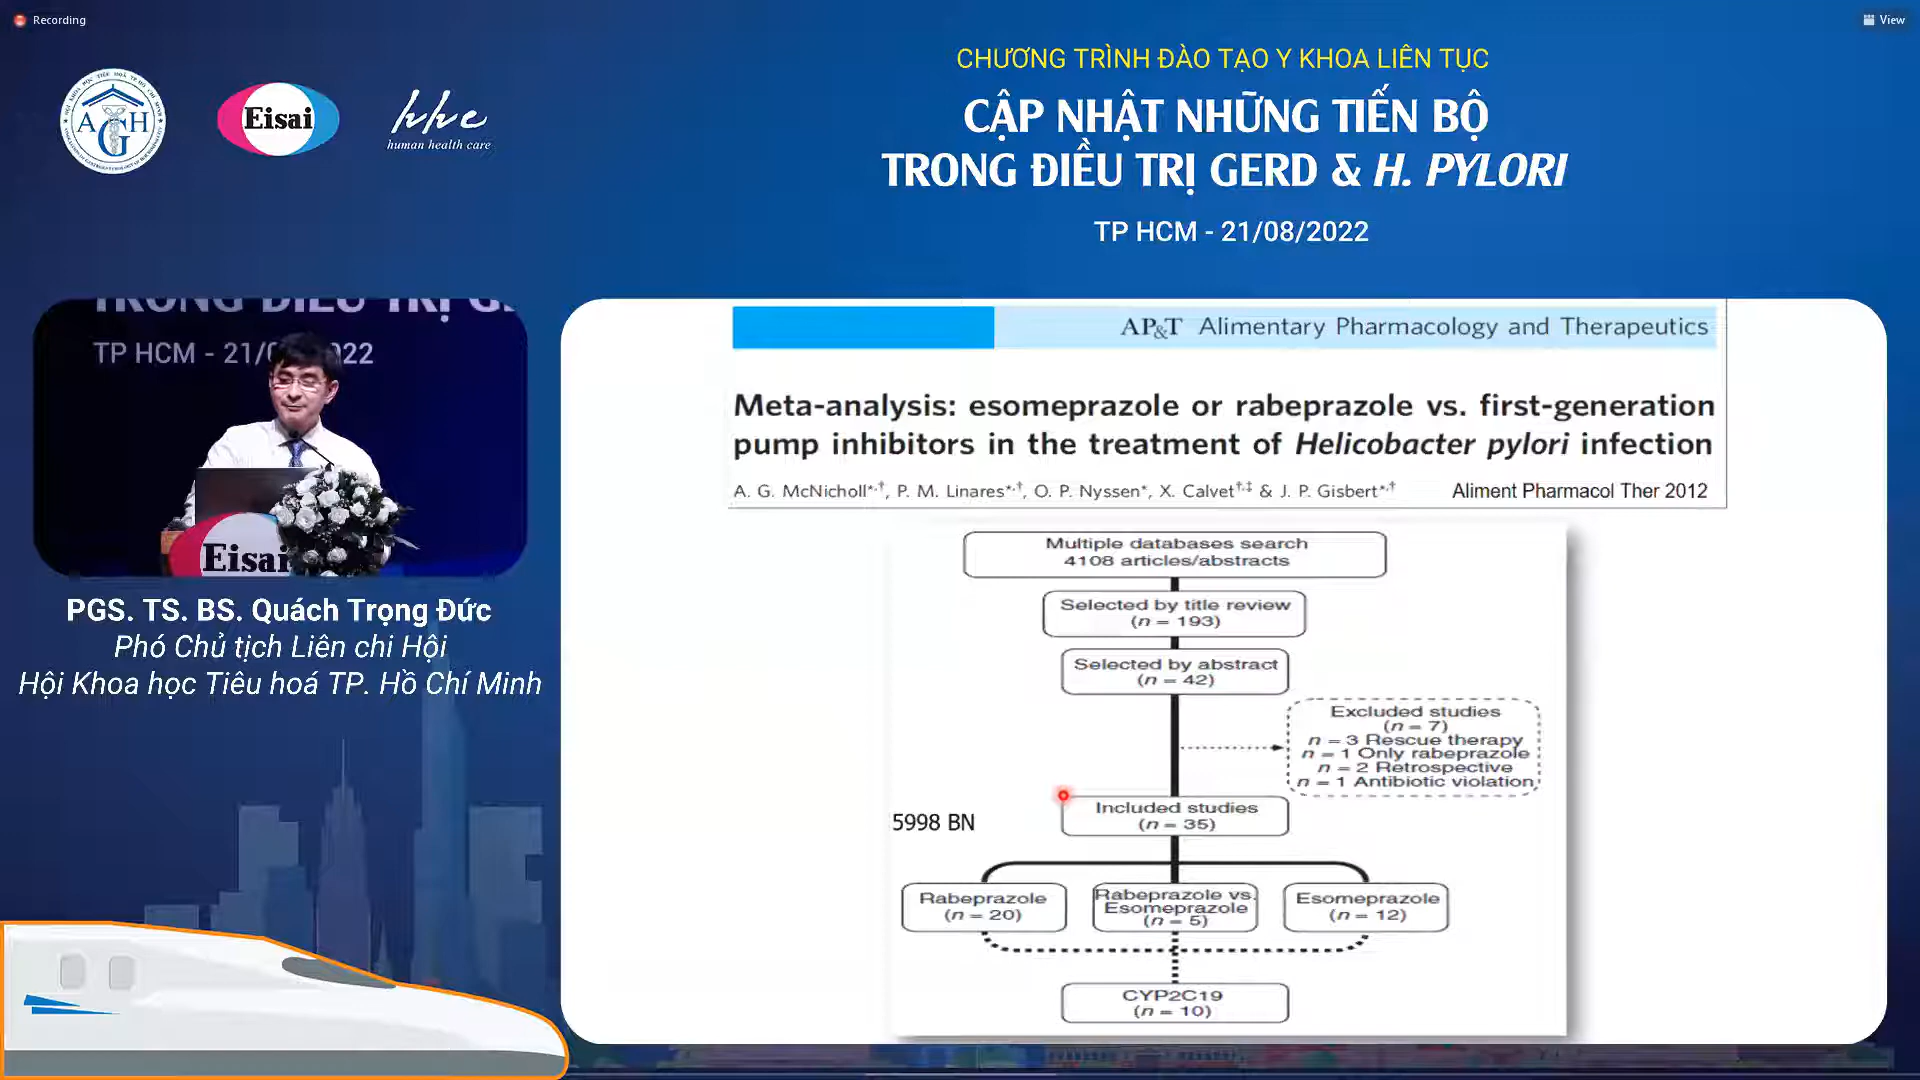 Recording
View
CHƯƠNG TRÌNH ĐÀO TẠO Y KHOA LIÊN TỤC
CẬP NHẬT NHỮNG TIẾN BỘ
TRONG ĐIỀU TRỊ GERD & H. PYLORI
TP HCM - 21/08/2022
AGH
Eisai
hhc
human health care
TP HCM - 21/0 022
Eisai
PGS. TS. BS. Quách Trọng Đức
Phó Chủ tịch Liên chi Hội
Hội Khoa học Tiêu hoá TP. Hồ Chí Minh
AP&T Alimentary Pharmacology and Therapeutics
Meta-analysis: esomeprazole or rabeprazole vs. first-generation
pump inhibitors in the treatment of Helicobacter pylori infection
A. G. McNicholl*,†, P. M. Linares*,†, O. P. Nyssen*, X. Calvet†,‡ & J. P. Gisbert*,†
Aliment Pharmacol Ther 2012
Multiple databases search
4108 articles/abstracts
Selected by title review
(n = 193)
Selected by abstract
(n = 42)
Excluded studies
(n = 7)
n = 3 Rescue therapy
n = 1 Only rabeprazole
n = 2 Retrospective
n = 1 Antibiotic violation
Included studies
(n = 35)
5998 BN
Rabeprazole
(n = 20)
Rabeprazole vs.
Esomeprazole
(n = 5)
Esomeprazole
(n = 12)
CYP2C19
(n = 10)